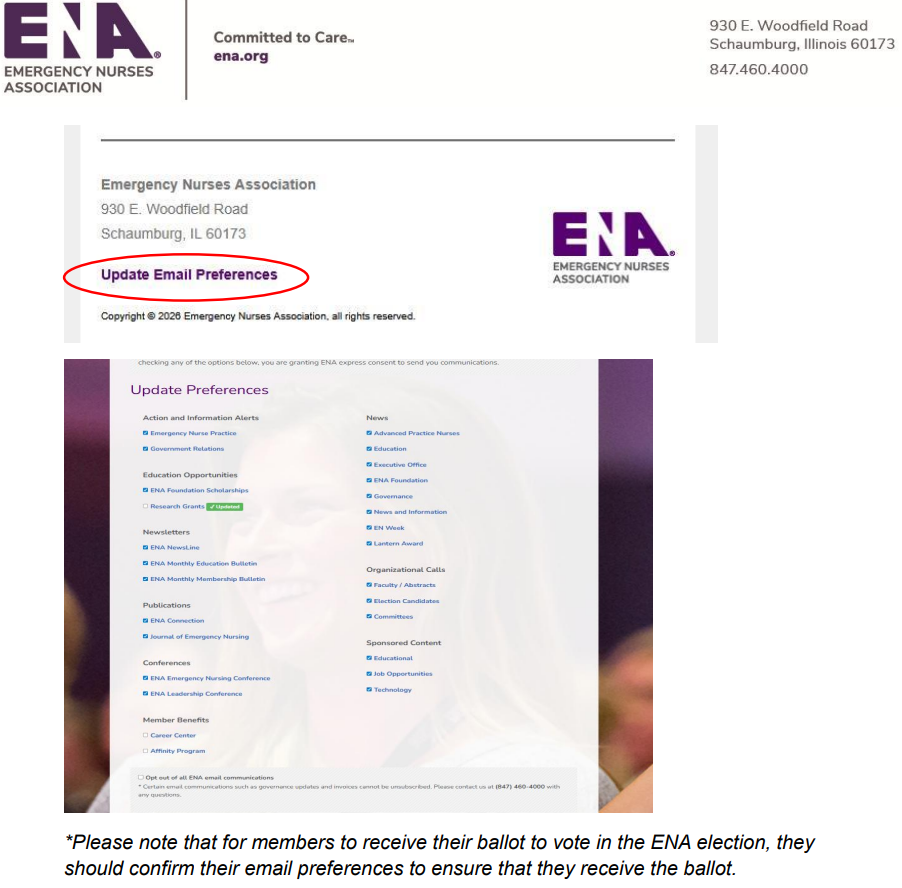 ENA®
EMERGENCY NURSES
ASSOCIATION
Committed to Care℠
ena.org
930 E. Woodfield Road
Schaumburg, Illinois 60173
847.460.4000
Emergency Nurses Association
930 E. Woodfield Road
Schaumburg, IL 60173
Update Email Preferences
Copyright © 2026 Emergency Nurses Association, all rights reserved.
ENA®
EMERGENCY NURSES
ASSOCIATION
checking any of the options below, you are granting ENA express consent to send you communications.
Update Preferences
Action and Information Alerts
Emergency Nurse Practice
Government Relations
Education Opportunities
ENA Foundation Scholarships
Research Grants ✓ Updated
Newsletters
ENA NewsLine
ENA Monthly Education Bulletin
ENA Monthly Membership Bulletin
Publications
ENA Connection
Journal of Emergency Nursing
Conferences
ENA Emergency Nursing Conference
ENA Leadership Conference
Member Benefits
Career Center
Affinity Program
News
Advanced Practice Nurses
Education
Executive Office
ENA Foundation
Governance
News and Information
EN Week
Lantern Award
Organizational Calls
Faculty / Abstracts
Election Candidates
Committees
Sponsored Content
Educational
Job Opportunities
Technology
Opt out of all ENA email communications
* Certain email communications such as governance updates and invoices cannot be unsubscribed. Please contact us at (847) 460-4000 with
any questions.
*Please note that for members to receive their ballot to vote in the ENA election, they
should confirm their email preferences to ensure that they receive the ballot.